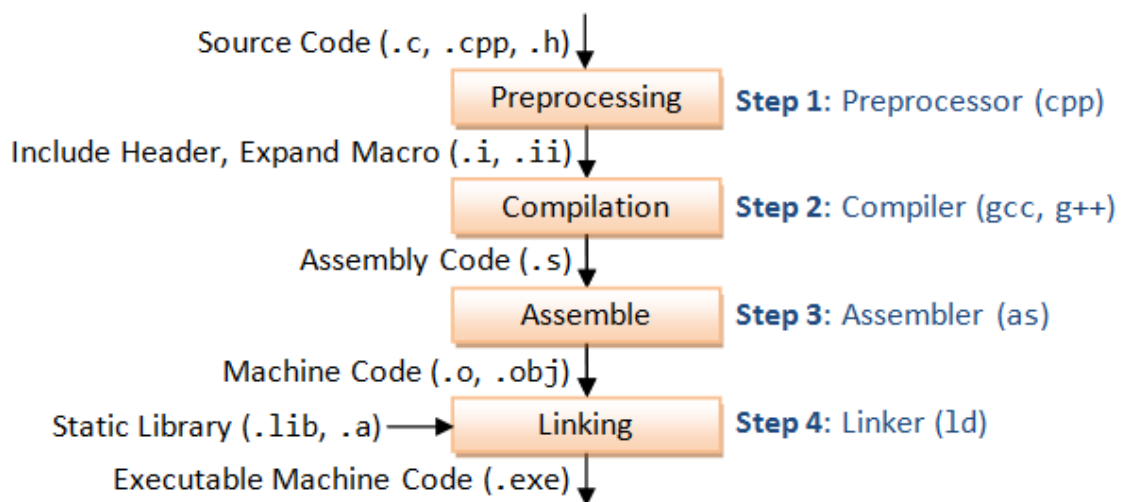 Source Code (.c, .cpp, .h)
Preprocessing
Step 1: Preprocessor (cpp)
Include Header, Expand Macro (.i, .ii)
Compilation
Step 2: Compiler (gcc, g++)
Assembly Code (.s)
Assemble
Step 3: Assembler (as)
Machine Code (.o, .obj)
Static Library (.lib, .a)
Linking
Step 4: Linker (ld)
Executable Machine Code (.exe)